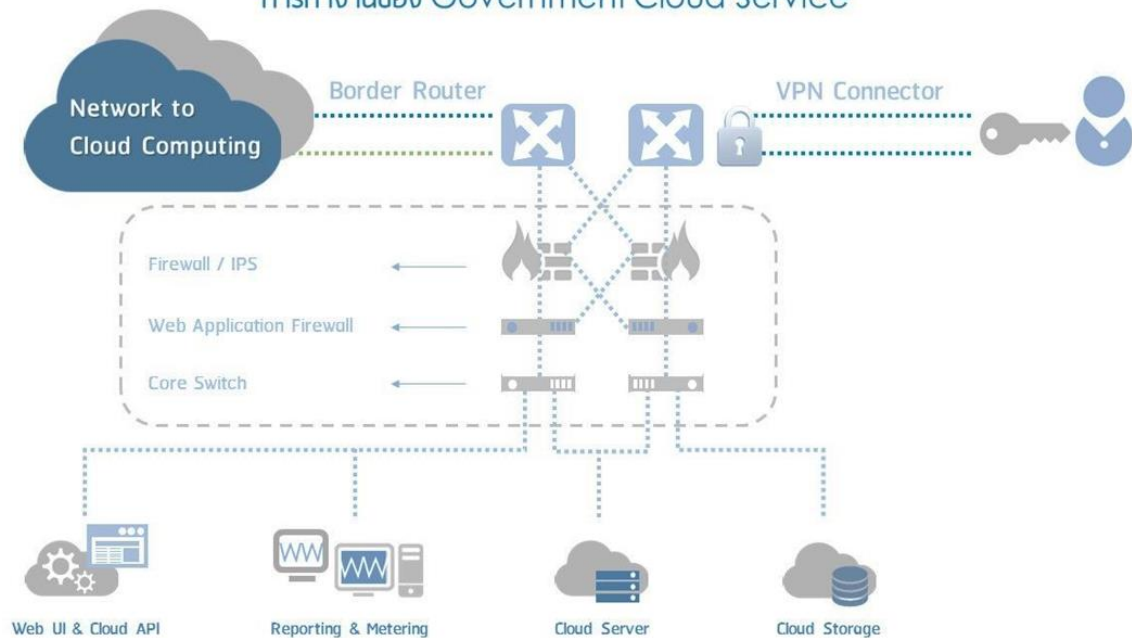 Government Cloud Service
Network to
Cloud Computing
Border Router
VPN Connector
Firewall / IPS
Web Application Firewall
Core Switch
Web UI & Cloud API
Reporting & Metering
Cloud Server
Cloud Storage